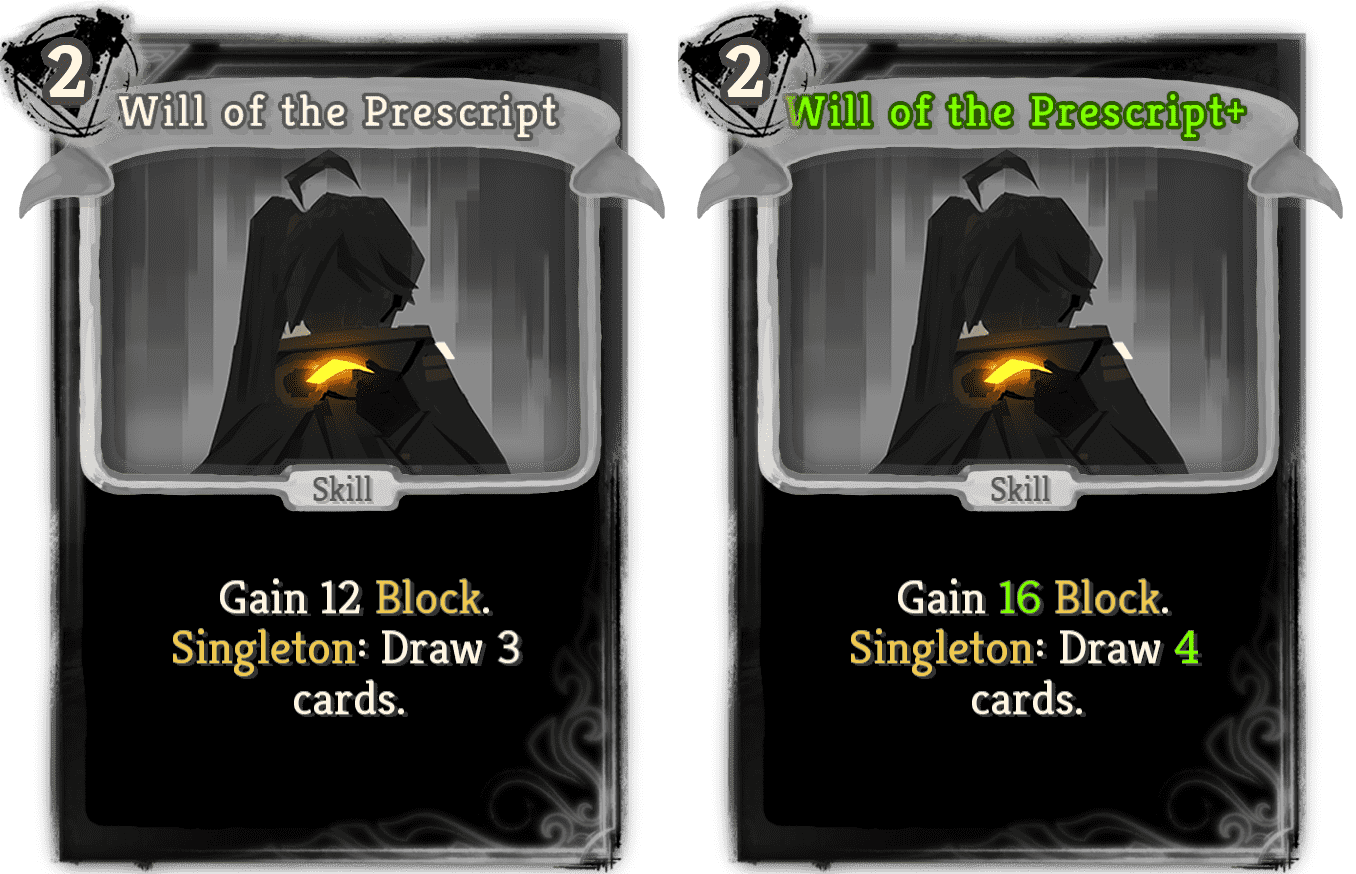 2
Will of the Prescript
Skill
Gain 12 Block.
Singleton: Draw 3
cards.
2
Will of the Prescript+
Skill
Gain 16 Block.
Singleton: Draw 4
cards.